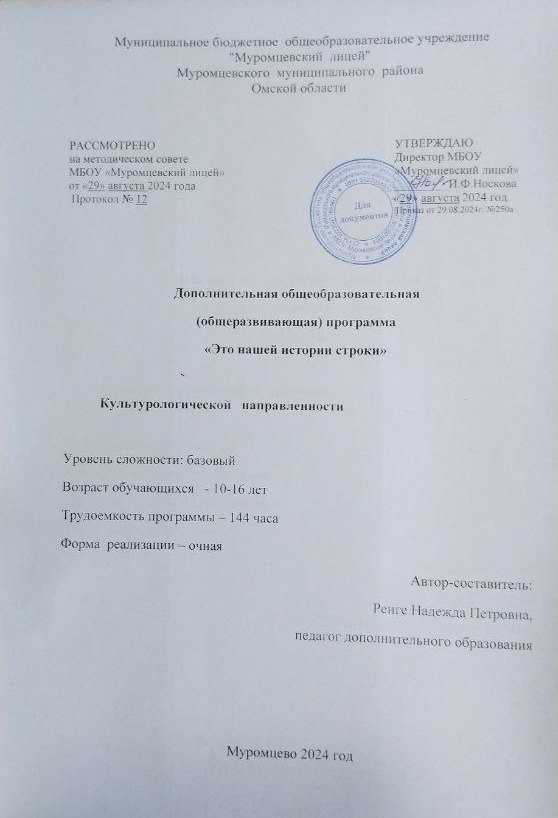 Муниципальное бюджетное общеобразовательное учреждение
"Муромцевский лицей"
Муромцевского муниципального района
Омской области
РАССМОТРЕНО
на методическом совете
МБОУ «Муромцевский лицей»
от «29» августа 2024 года
Протокол № 12
УТВЕРЖДАЮ
Директор МБОУ
«Муромцевский лицей»
И.Ф.Носкова
«29» августа 2024 год
Приказ от 29.08.2024г. №250а
Для
документов
Дополнительная общеобразовательная
(общеразвивающая) программа
«Это нашей истории строки»
Культурологической направленности
Уровень сложности: базовый
Возраст обучающихся - 10-16 лет
Трудоемкость программы – 144 часа
Форма реализации – очная
Автор-составитель:
Ренге Надежда Петровна,
педагог дополнительного образования
Муромцево 2024 год